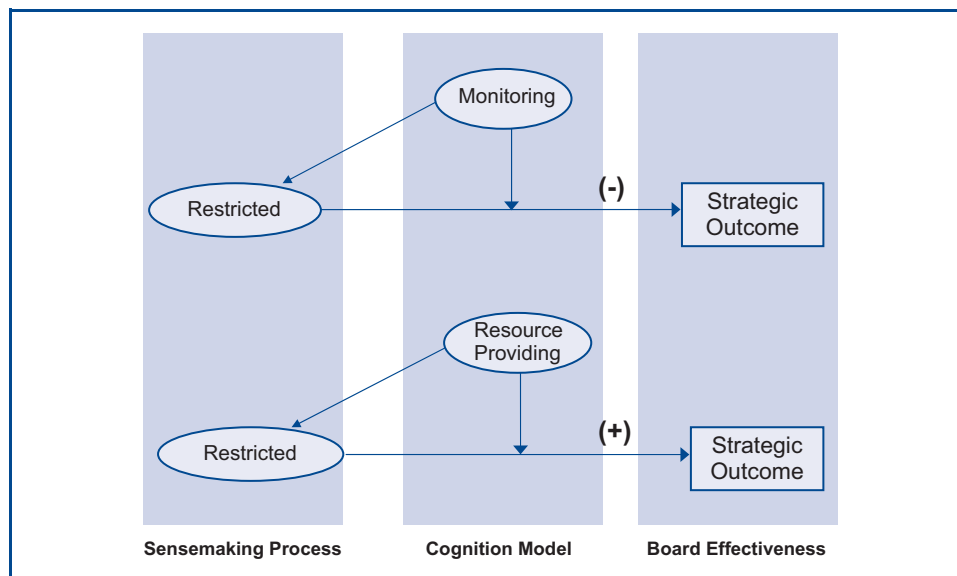 Monitoring
Restricted
(-)
Strategic
Outcome
Resource
Providing
Restricted
(+)
Strategic
Outcome
Sensemaking Process
Cognition Model
Board Effectiveness